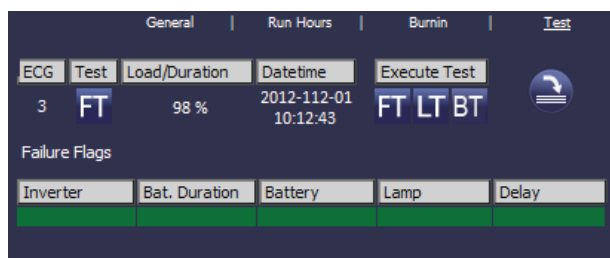 General | Run Hours | Burnin | Test
ECG Test Load/Duration Datetime Execute Test
3 FT 98 % 2012-112-01 10:12:43 FT LT BT
Failure Flags
Inverter Bat. Duration Battery Lamp Delay